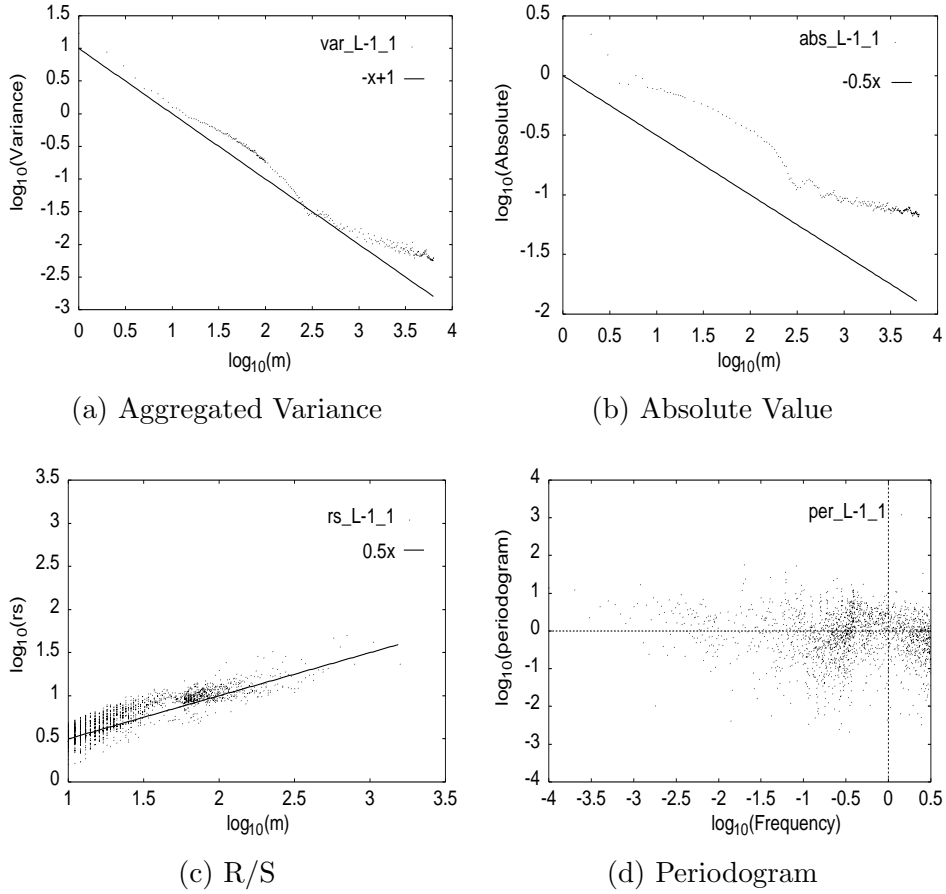 1.5
1
0.5
0
-0.5
-1
-1.5
-2
-2.5
-3
log10(Variance)
var_L-1_1
-x+1
0 0.5 1 1.5 2 2.5 3 3.5 4
log10(m)
(a) Aggregated Variance
0.5
0
-0.5
-1
-1.5
-2
log10(Absolute)
abs_L-1_1
-0.5x
0 0.5 1 1.5 2 2.5 3 3.5 4
log10(m)
(b) Absolute Value
3.5
3
2.5
2
1.5
1
0.5
0
log10(rs)
rs_L-1_1
0.5x
1 1.5 2 2.5 3 3.5
log10(m)
(c) R/S
4
3
2
1
0
-1
-2
-3
-4
log10(periodogram)
per_L-1_1
-4 -3.5 -3 -2.5 -2 -1.5 -1 -0.5 0 0.5
log10(Frequency)
(d) Periodogram